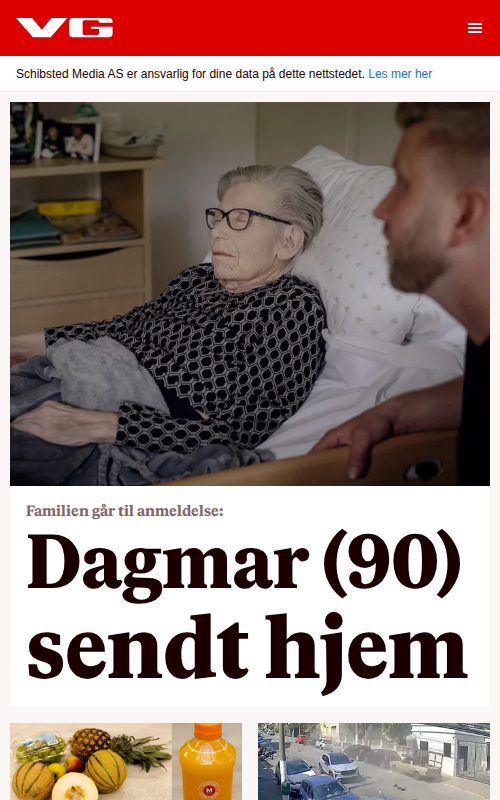 VG
Schibsted Media AS er ansvarlig for dine data på dette nettstedet. Les mer her
Familien går til anmeldelse:
Dagmar (90)
sendt hjem
M